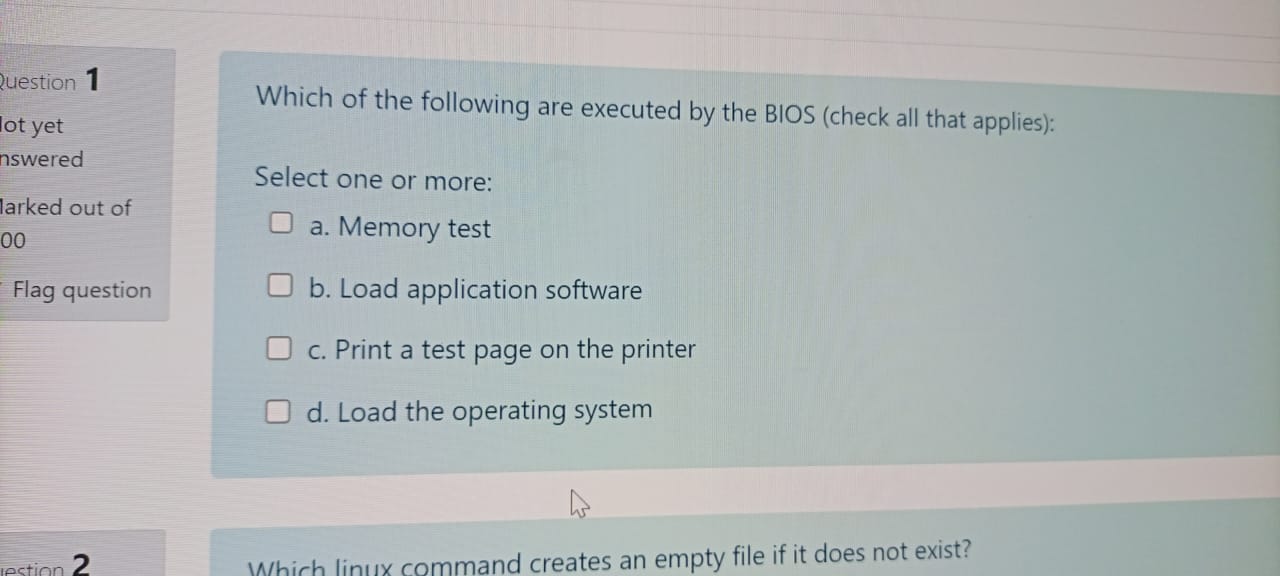 Question 1
Not yet
answered
Marked out of
00
Flag question
Which of the following are executed by the BIOS (check all that applies):
Select one or more:
a. Memory test
b. Load application software
c. Print a test page on the printer
d. Load the operating system
Question 2
Which linux command creates an empty file if it does not exist?